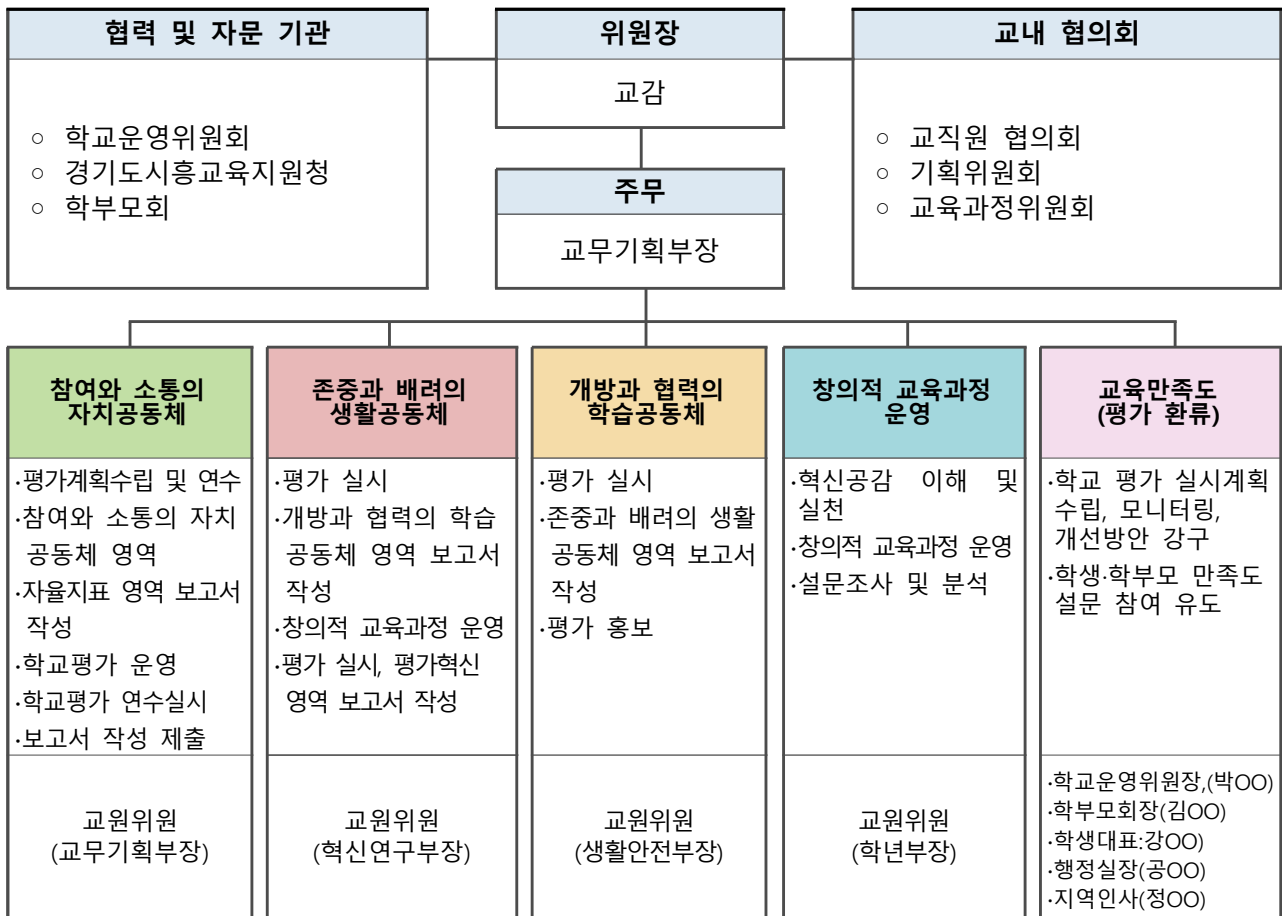 협력 및 자문 기관
○ 학교운영위원회
○ 경기도시흥교육지원청
○ 학부모회
위원장
교감
주무
교무기획부장
교내 협의회
○ 교직원 협의회
○ 기획위원회
○ 교육과정위원회
참여와 소통의
자치공동체
·평가계획수립 및 연수
·참여와 소통의 자치
공동체 영역
·자율지표 영역 보고서
작성
·학교평가 운영
·학교평가 연수실시
·보고서 작성 제출
교원위원
(교무기획부장)
존중과 배려의
생활공동체
·평가 실시
·개방과 협력의 학습
공동체 영역 보고서
작성
·창의적 교육과정 운영
·평가 실시, 평가혁신
영역 보고서 작성
교원위원
(혁신연구부장)
개방과 협력의
학습공동체
·평가 실시
·존중과 배려의 생활
공동체 영역 보고서
작성
·평가 홍보
교원위원
(생활안전부장)
창의적 교육과정
운영
·혁신공감 이해 및
실천
·창의적 교육과정 운영
·설문조사 및 분석
교원위원
(학년부장)
교육만족도
(평가 환류)
·학교 평가 실시계획
수립, 모니터링,
개선방안 강구
·학생·학부모 만족도
설문 참여 유도
·학교운영위원장,(박OO)
·학부모회장(김OO)
·학생대표:강OO)
·행정실장(공OO)
·지역인사(정OO)